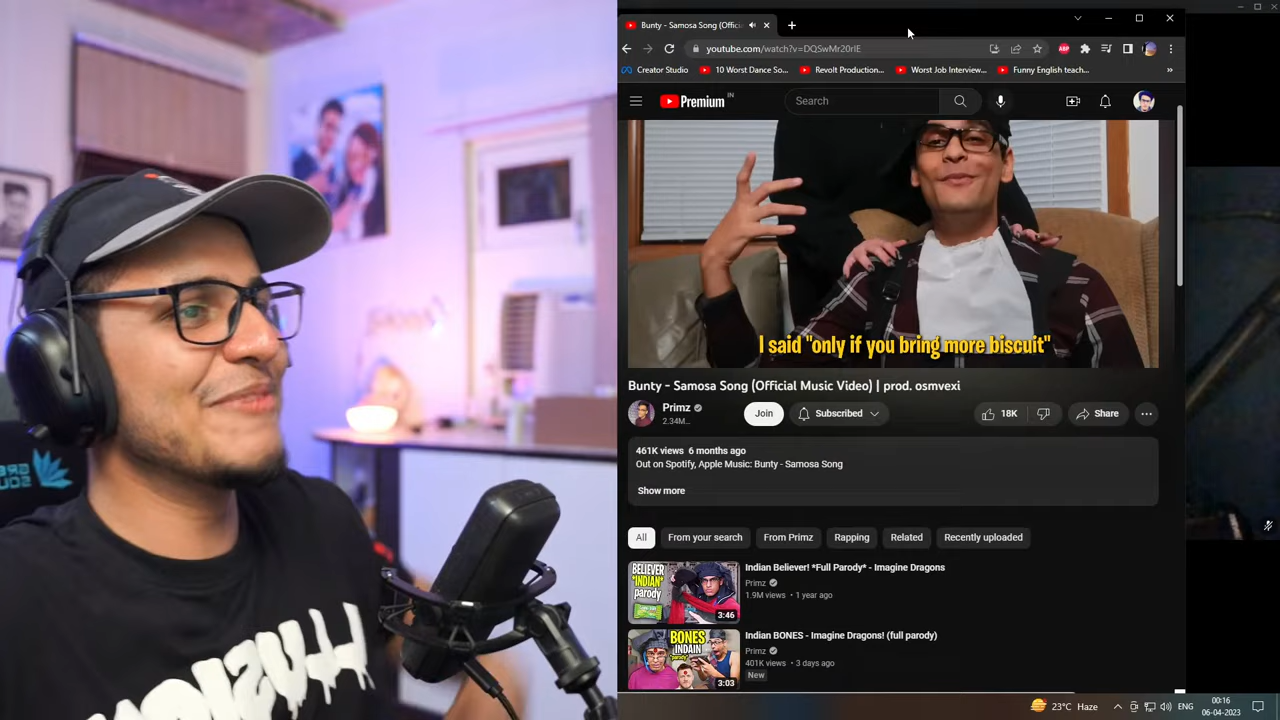 Bunty - Samosa Song (Offici
youtube.com/watch?v=DQSwMr20rIE
Creator Studio
10 Worst Dance So...
Revolt Production...
Worst Job Interview...
Funny English teach...
»
ABP
Premium IN
Search
I said "only if you bring more biscuit"
Bunty - Samosa Song (Official Music Video) | prod. osmvexi
Primz
2.34M...
Join
Subscribed
18K
Share
461K views 6 months ago
Out on Spotify, Apple Music: Bunty - Samosa Song
Show more
All
From your search
From Primz
Rapping
Related
Recently uploaded
BELIEVER
"INDIAN"
parody
3:46
Indian Believer! *Full Parody* - Imagine Dragons
Primz
1.9M views • 1 year ago
BONES
INDAIN
parody
3:03
Indian BONES - Imagine Dragons! (full parody)
Primz
401K views • 3 days ago
New
23°C Haze
ENG
00:16
06-04-2023